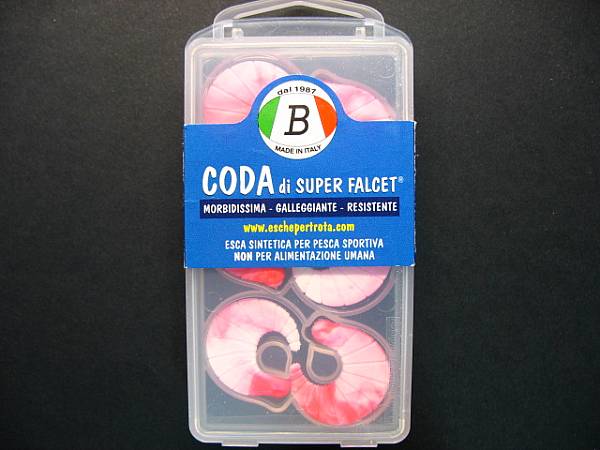 dal 1987
B
MADE IN ITALY
CODA di SUPER FALCET®
MORBIDISSIMA - GALLEGGIANTE - RESISTENTE
www.eschepertrota.com
ESCA SINTETICA PER PESCA SPORTIVA
NON PER ALIMENTAZIONE UMANA